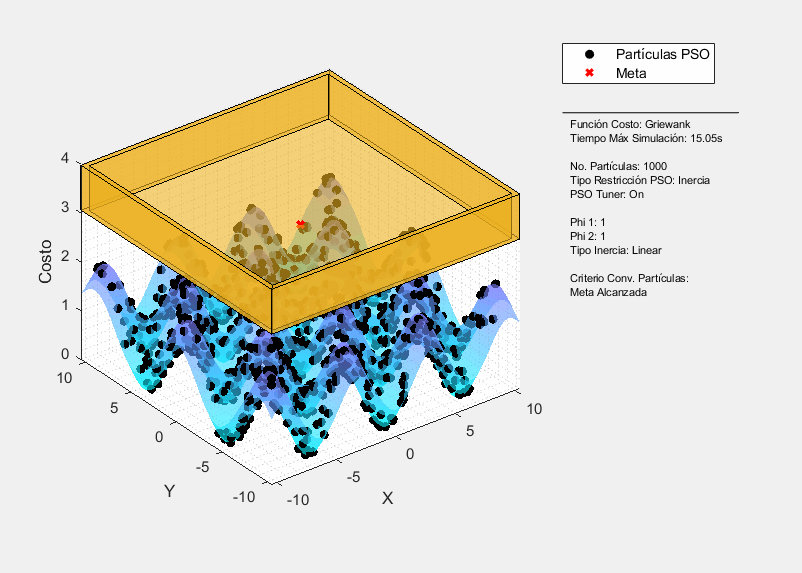 Partículas PSO
Meta
Función Costo: Griewank
Tiempo Máx Simulación: 15.05s
No. Partículas: 1000
Tipo Restricción PSO: Inercia
PSO Tuner: On
Phi 1: 1
Phi 2: 1
Tipo Inercia: Linear
Criterio Conv. Partículas:
Meta Alcanzada
4
3
2
1
0
Costo
10
5
0
-5
-10
Y
-10
-5
0
5
10
X